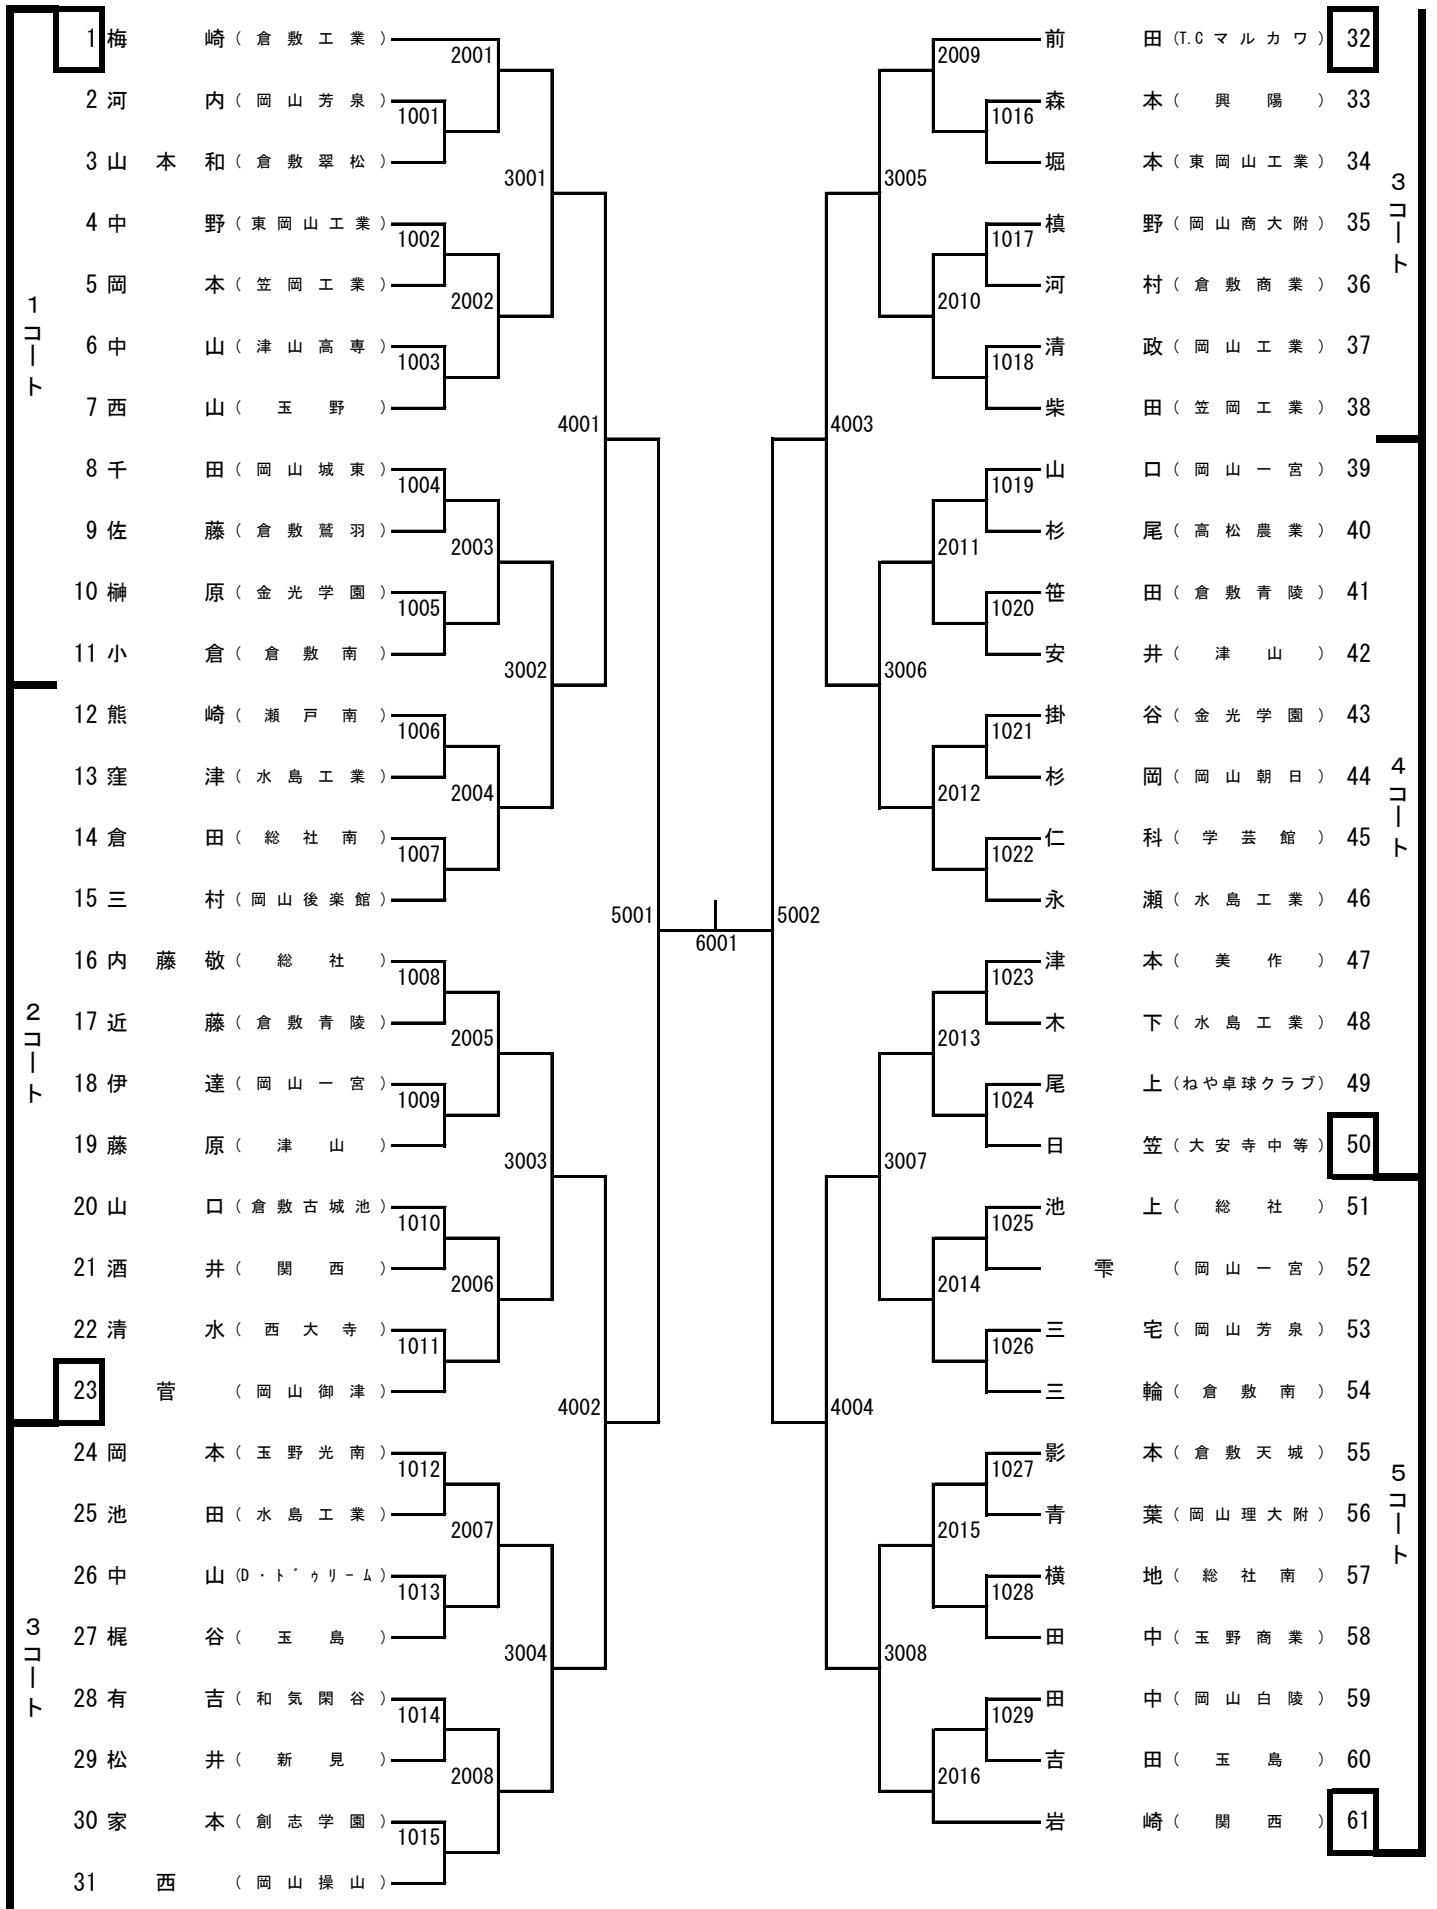 1 梅崎 （倉敷工業）
2 河内 （岡山芳泉）
3 山本和 （倉敷翠松）
4 中野 （東岡山工業）
5 岡本 （笠岡工業）
6 中山 （津山高専）
7 西山 （玉野）
8 千田 （岡山城東）
9 佐藤 （倉敷鷲羽）
10 榊原 （金光学園）
11 小倉 （倉敷南）
12 熊崎 （瀬戸南）
13 窪津 （水島工業）
14 倉田 （総社南）
15 三村 （岡山後楽館）
16 内藤敬 （総社）
17 近藤 （倉敷青陵）
18 伊達 （岡山一宮）
19 藤原 （津山）
20 山口 （倉敷古城池）
21 酒井 （関西）
22 清水 （西大寺）
23 菅 （岡山御津）
24 岡本 （玉野光南）
25 池田 （水島工業）
26 中山 (D・ﾄﾞｩﾘｰﾑ)
27 梶谷 （玉島）
28 有吉 （和気閑谷）
29 松井 （新見）
30 家本 （創志学園）
31 西 （岡山操山）
1コート
2コート
3コート
1001
1002
1003
1004
1005
1006
1007
1008
1009
1010
1011
1012
1013
1014
1015
2001
2002
2003
2004
2005
2006
2007
2008
3001
3002
3003
3004
4001
4002
5001
6001
5002
4003
4004
3005
3006
3007
3008
2009
2010
2011
2012
2013
2014
2015
2016
1016
1017
1018
1019
1020
1021
1022
1023
1024
1025
1026
1027
1028
1029
前田 (T.Cマルカワ) 32
森本 （興陽） 33
堀本 （東岡山工業） 34
槙野 （岡山商大附） 35
河村 （倉敷商業） 36
清政 （岡山工業） 37
柴田 （笠岡工業） 38
山口 （岡山一宮） 39
杉尾 （高松農業） 40
笹田 （倉敷青陵） 41
安井 （津山） 42
掛谷 （金光学園） 43
杉岡 （岡山朝日） 44
仁科 （学芸館） 45
永瀬 （水島工業） 46
津本 （美作） 47
木下 （水島工業） 48
尾上 （ねや卓球クラブ） 49
日笠 （大安寺中等） 50
池上 （総社） 51
雫 （岡山一宮） 52
三宅 （岡山芳泉） 53
三輪 （倉敷南） 54
影本 （倉敷天城） 55
青葉 （岡山理大附） 56
横地 （総社南） 57
田中 （玉野商業） 58
田中 （岡山白陵） 59
吉田 （玉島） 60
岩崎 （関西） 61
3コート
4コート
5コート